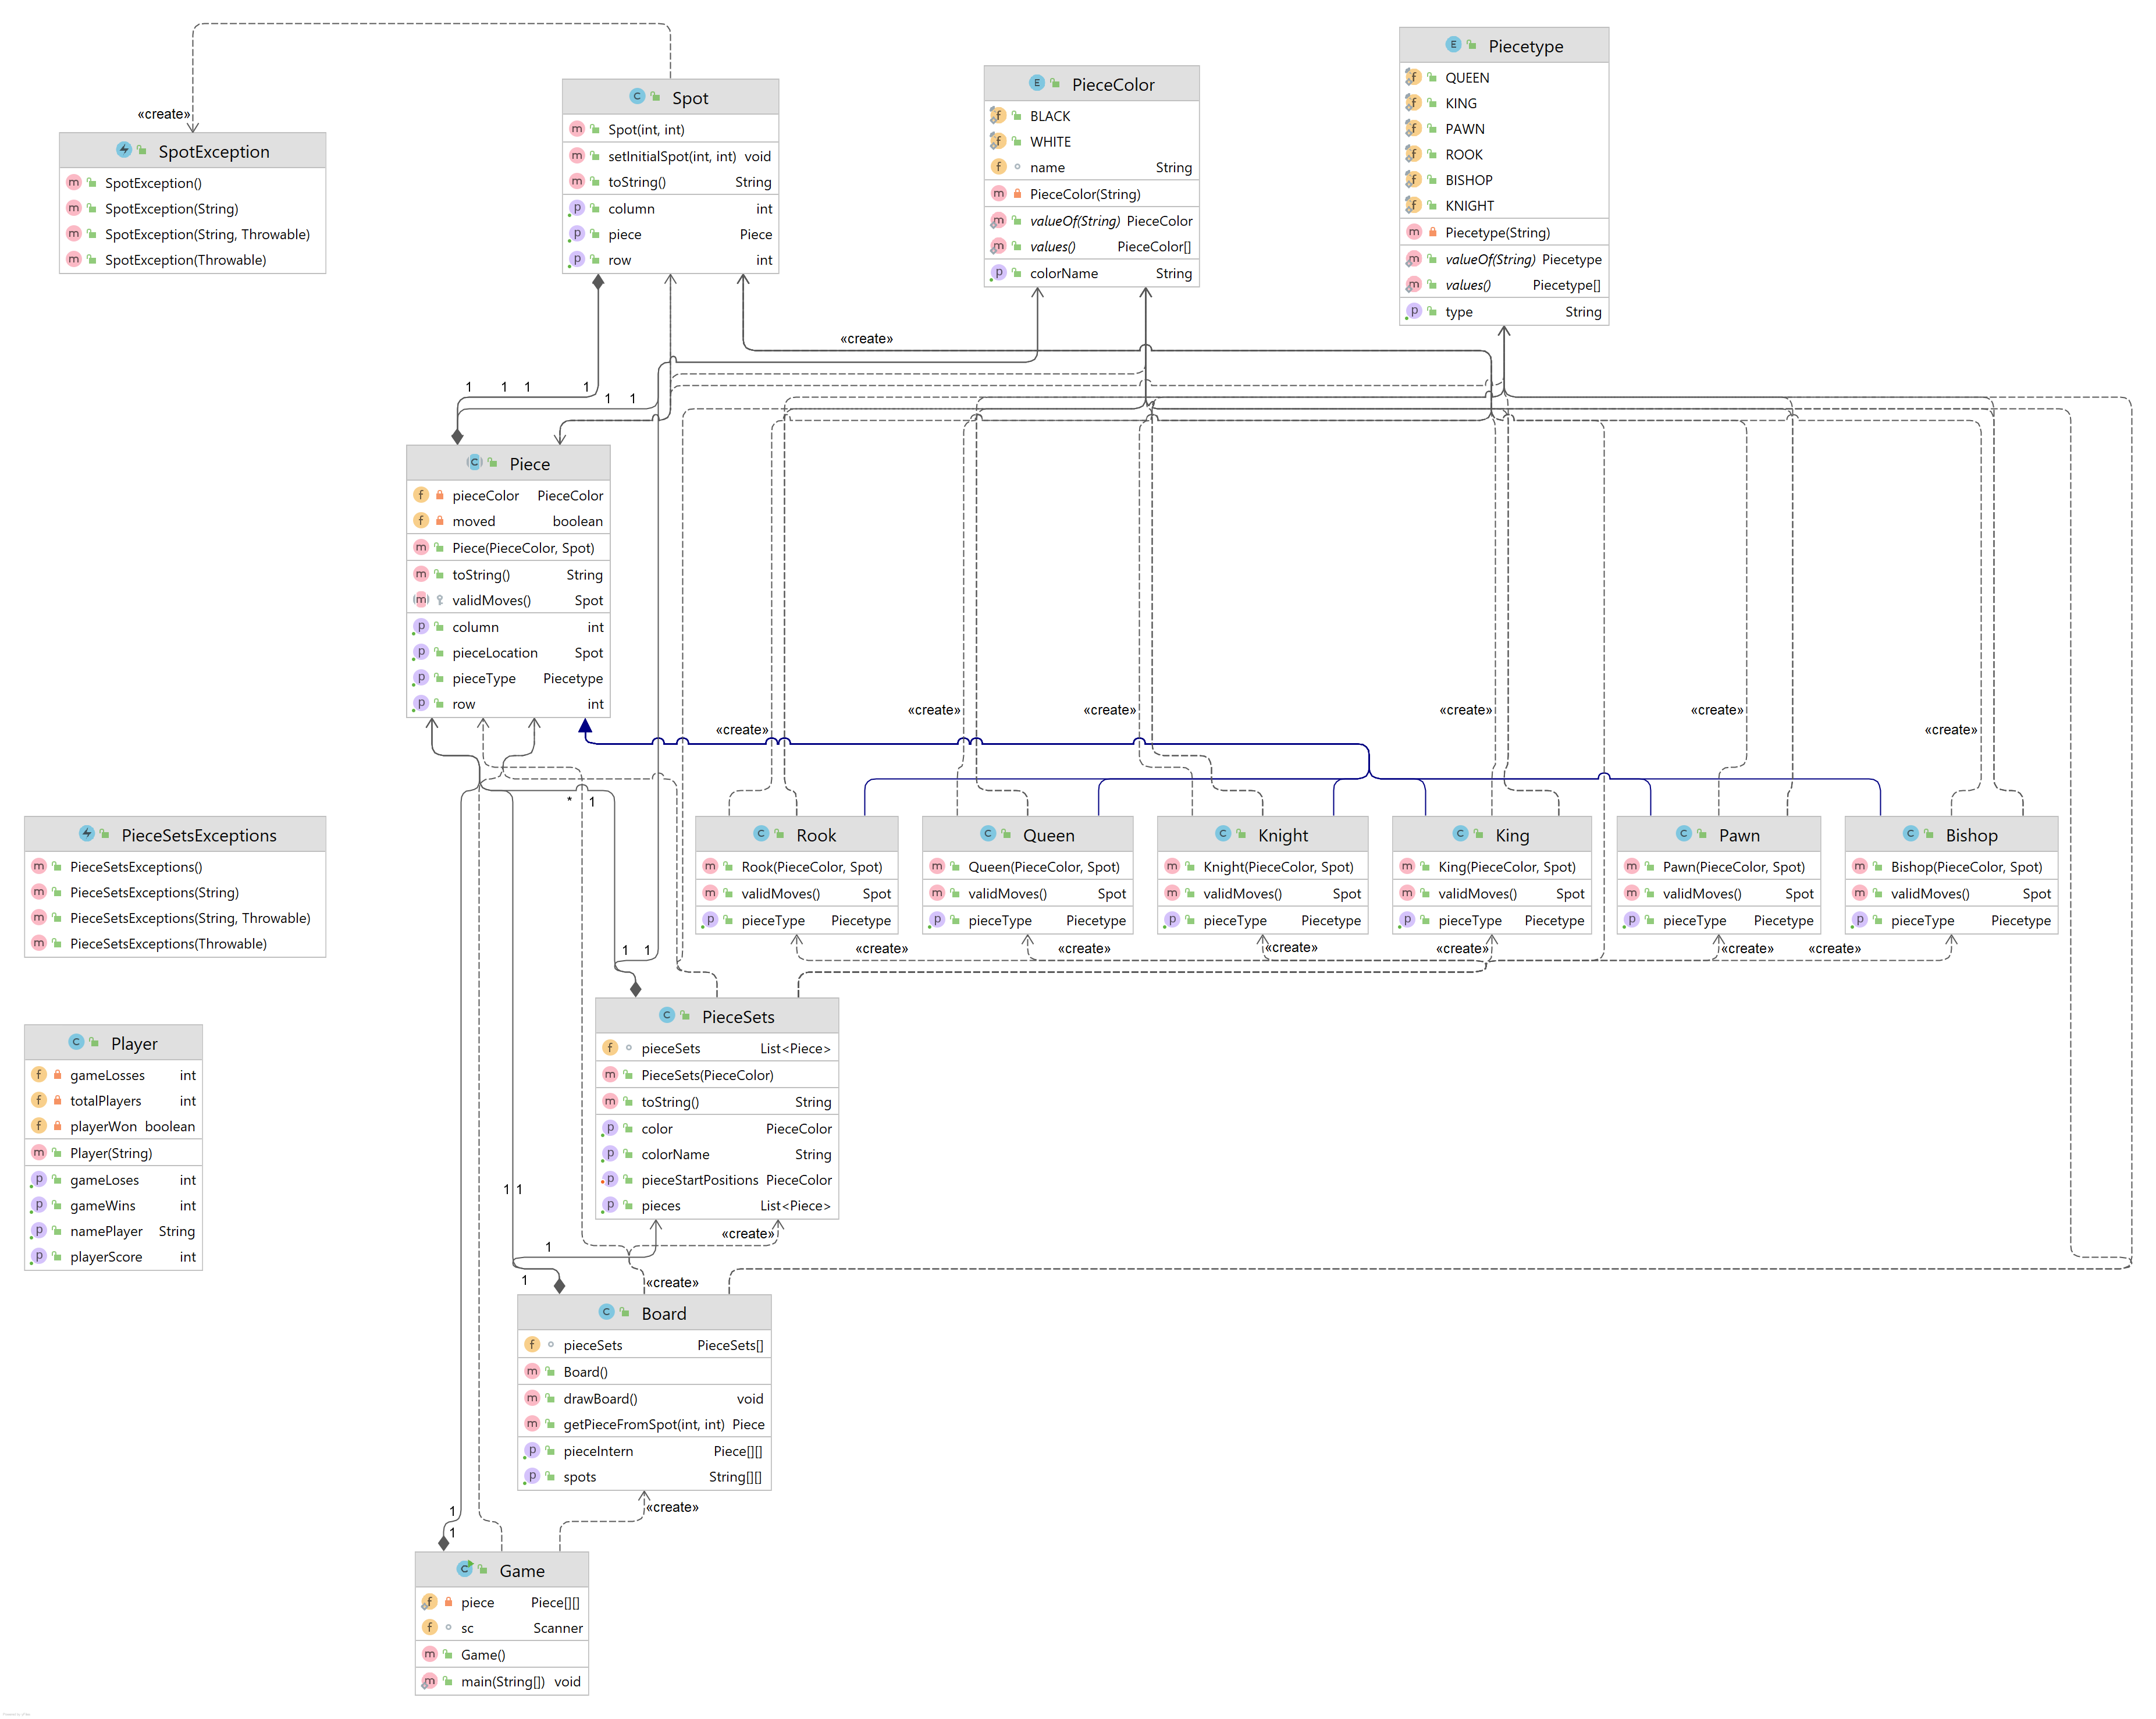 Piecetype
QUEEN
KING
PAWN
ROOK
BISHOP
KNIGHT
Piecetype(String)
valueOf(String) Piecetype
values() Piecetype[]
type String
PieceColor
BLACK
WHITE
name String
PieceColor(String)
valueOf(String) PieceColor
values() PieceColor[]
colorName String
Spot
Spot(int, int)
setInitialSpot(int, int) void
toString() String
column int
piece Piece
row int
«create»
SpotException
SpotException()
SpotException(String)
SpotException(String, Throwable)
SpotException(Throwable)
«create»
1 1 1 1
1 1
Piece
pieceColor PieceColor
moved boolean
Piece(PieceColor, Spot)
toString() String
validMoves() Spot
column int
pieceLocation Spot
pieceType Piecetype
row int
«create» «create» «create» «create» «create» «create»
* 1
PieceSetsExceptions
PieceSetsExceptions()
PieceSetsExceptions(String)
PieceSetsExceptions(String, Throwable)
PieceSetsExceptions(Throwable)
Rook
Rook(PieceColor, Spot)
validMoves() Spot
pieceType Piecetype
Queen
Queen(PieceColor, Spot)
validMoves() Spot
pieceType Piecetype
Knight
Knight(PieceColor, Spot)
validMoves() Spot
pieceType Piecetype
King
King(PieceColor, Spot)
validMoves() Spot
pieceType Piecetype
Pawn
Pawn(PieceColor, Spot)
validMoves() Spot
pieceType Piecetype
Bishop
Bishop(PieceColor, Spot)
validMoves() Spot
pieceType Piecetype
1 1
«create» «create» «create» «create» «create» «create»
PieceSets
pieceSets List<Piece>
PieceSets(PieceColor)
toString() String
color PieceColor
colorName String
pieceStartPositions PieceColor
pieces List<Piece>
Player
gameLosses int
totalPlayers int
playerWon boolean
Player(String)
gameLoses int
gameWins int
namePlayer String
playerScore int
1 1
«create»
1
1
«create»
Board
pieceSets PieceSets[]
Board()
drawBoard() void
getPieceFromSpot(int, int) Piece
pieceIntern Piece[][]
spots String[][]
«create»
1
1
Game
piece Piece[][]
sc Scanner
Game()
main(String[]) void